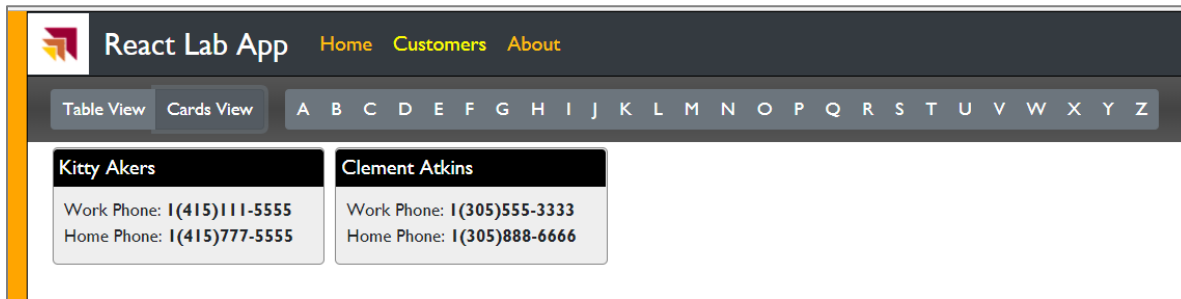 React Lab App Home Customers About
Table View Cards View A B C D E F G H I J K L M N O P Q R S T U V W X Y Z
Kitty Akers
Work Phone: 1(415)111-5555
Home Phone: 1(415)777-5555
Clement Atkins
Work Phone: 1(305)555-3333
Home Phone: 1(305)888-6666